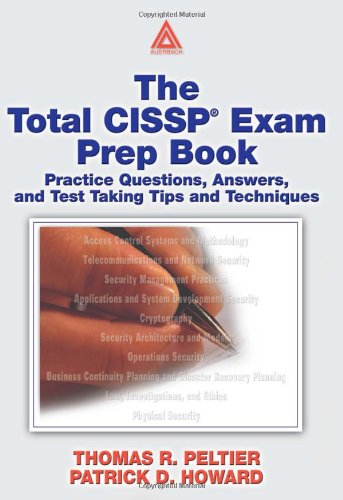 AUERBACH
The
Total CISSP® Exam
Prep Book
Practice Questions, Answers,
and Test Taking Tips and Techniques
Access Control Systems and Methodology
Telecommunications and Network Security
Security Management Practices
Applications and System Development Security
Cryptography
Security Architecture and Models
Operations Security
Business Continuity Planning and Disaster Recovery Planning
Law, Investigations, and Ethics
Physical Security
THOMAS R. PELTIER
PATRICK D. HOWARD